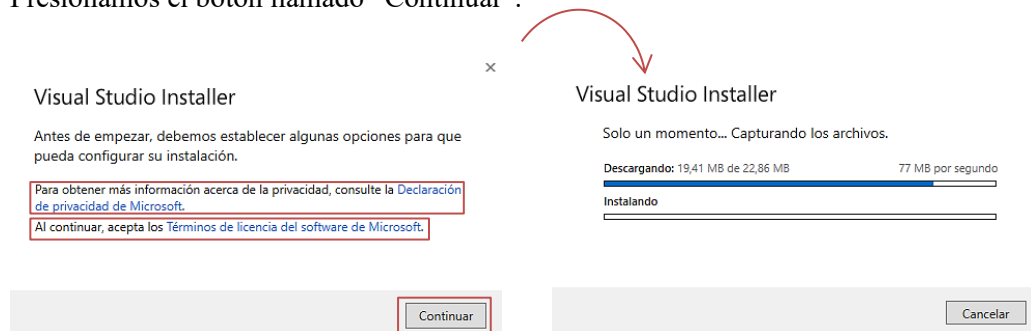 Presionamos el botón llamado "Continuar".
Visual Studio Installer
Antes de empezar, debemos establecer algunas opciones para que
pueda configurar su instalación.
Para obtener más información acerca de la privacidad, consulte la Declaración
de privacidad de Microsoft.
Al continuar, acepta los Términos de licencia del software de Microsoft.
Continuar
Visual Studio Installer
Solo un momento... Capturando los archivos.
Descargando: 19,41 MB de 22,86 MB 77 MB por segundo
Instalando
Cancelar